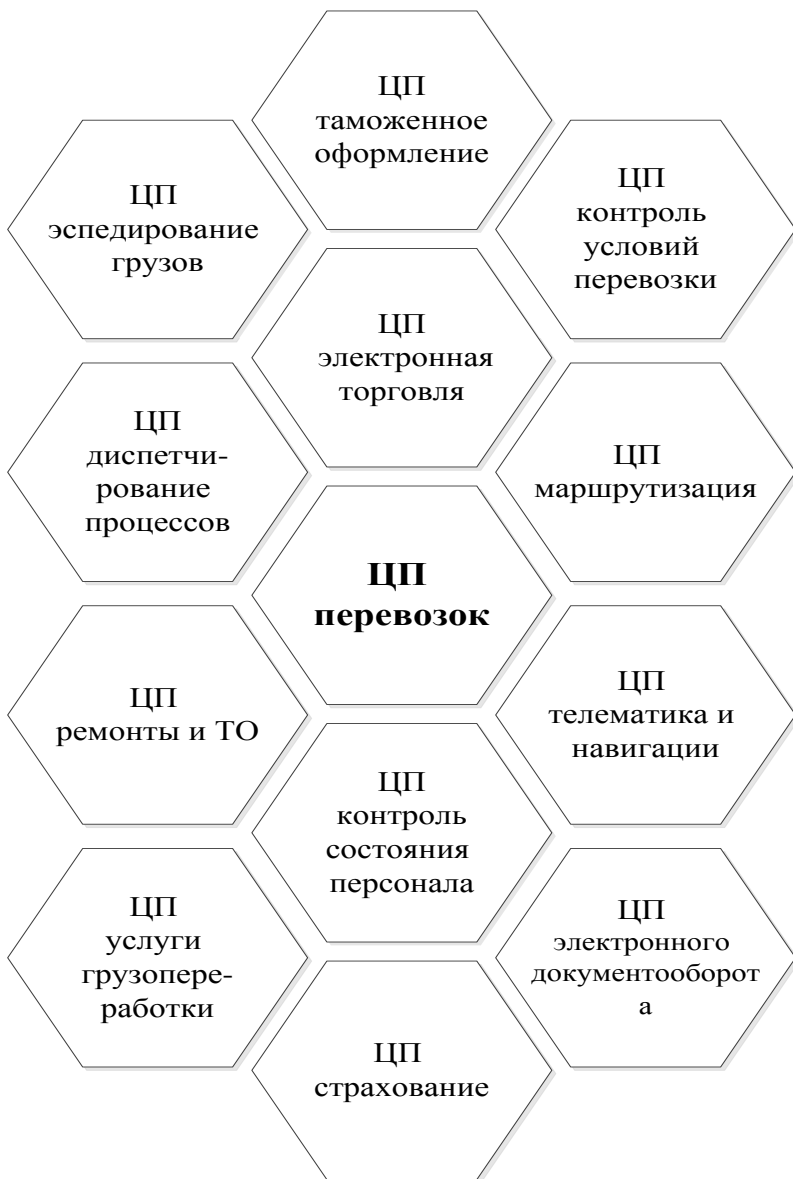 ЦП
таможенное
оформление
ЦП
эспедирование
грузов
ЦП
контроль
условий
перевозки
ЦП
электронная
торговля
ЦП
диспетчи-
рование
процессов
ЦП
маршрутизация
ЦП
перевозок
ЦП
ремонты и ТО
ЦП
телематика и
навигации
ЦП
контроль
состояния
персонала
ЦП
услуги
грузопере-
работки
ЦП
электронного
документооборот
а
ЦП
страхование